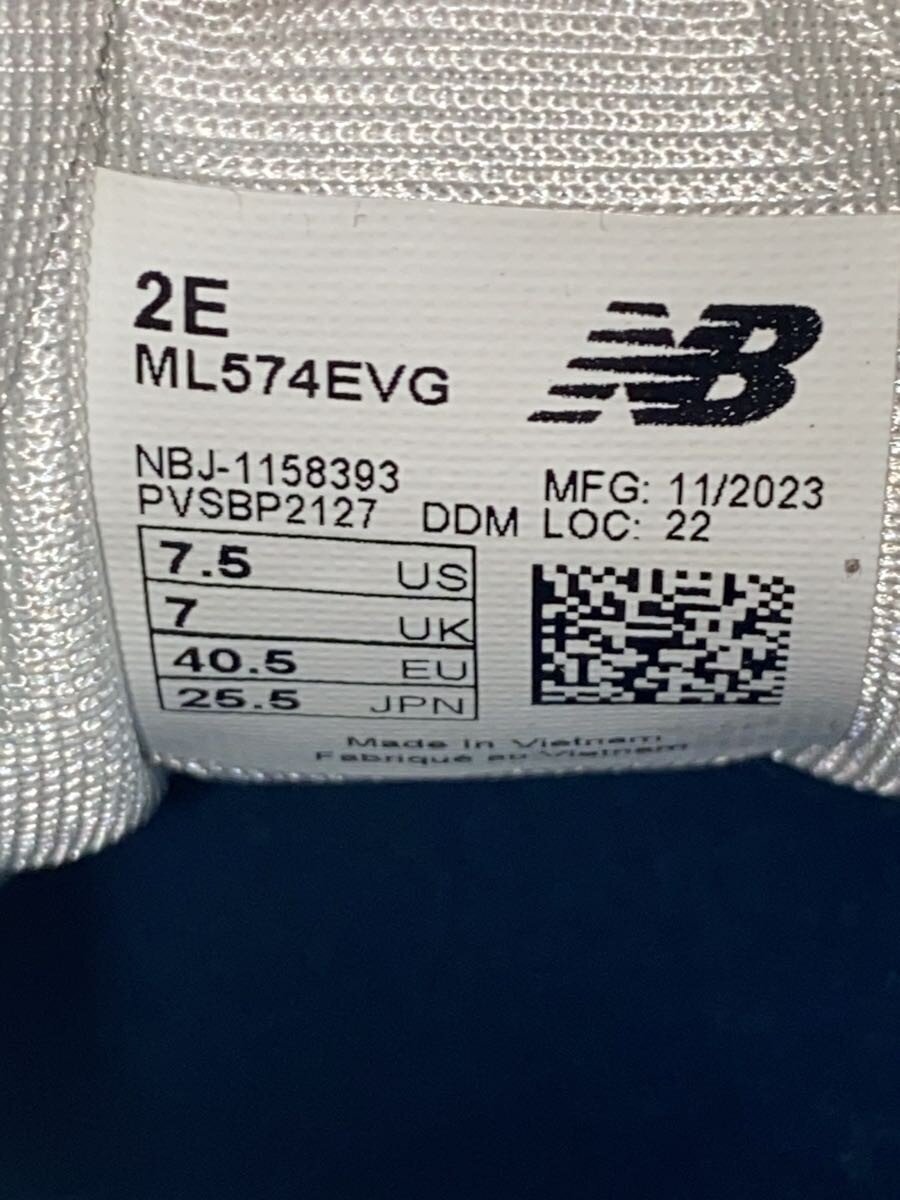 2E
ML574EVG
NB
NBJ-1158393
PVSBP2127 DDM
MFG: 11/2023
LOC: 22
7.5 US
7 UK
40.5 EU
25.5 JPN
Made in Vietnam
Fabriqué au Vietnam